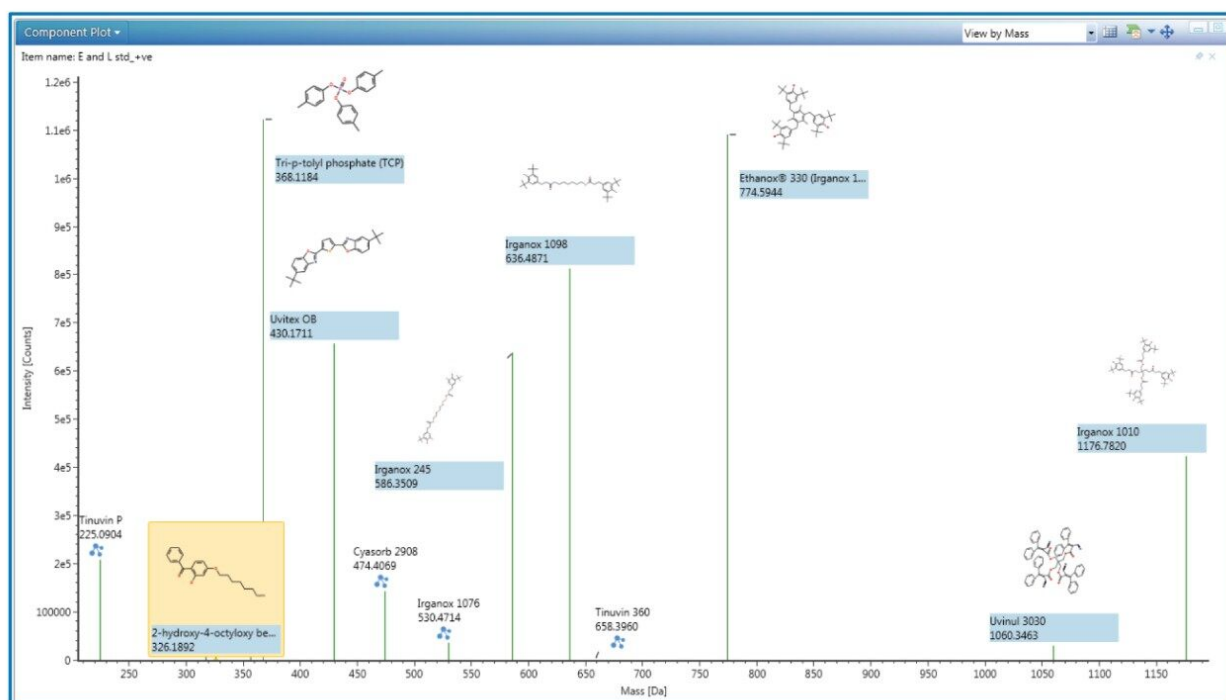 Component Plot
View by Mass
Item name: E and L std_+ve
1.2e6
1.1e6
1e6
9e5
8e5
7e5
6e5
5e5
4e5
3e5
2e5
100000
0
Intensity [Counts]
Tri-p-tolyl phosphate (TCP)
368.1184
Ethanox® 330 (Irganox 1...
774.5944
Irganox 1098
636.4871
Uvitex OB
430.1711
Irganox 245
586.3509
Irganox 1010
1176.7820
Tinuvin P
225.0904
Cyasorb 2908
474.4069
Irganox 1076
530.4714
Tinuvin 360
658.3960
Uvinul 3030
1060.3463
2-hydroxy-4-octyloxy be...
326.1892
250 300 350 400 450 500 550 600 650 700 750 800 850 900 950 1000 1050 1100 1150
Mass [Da]